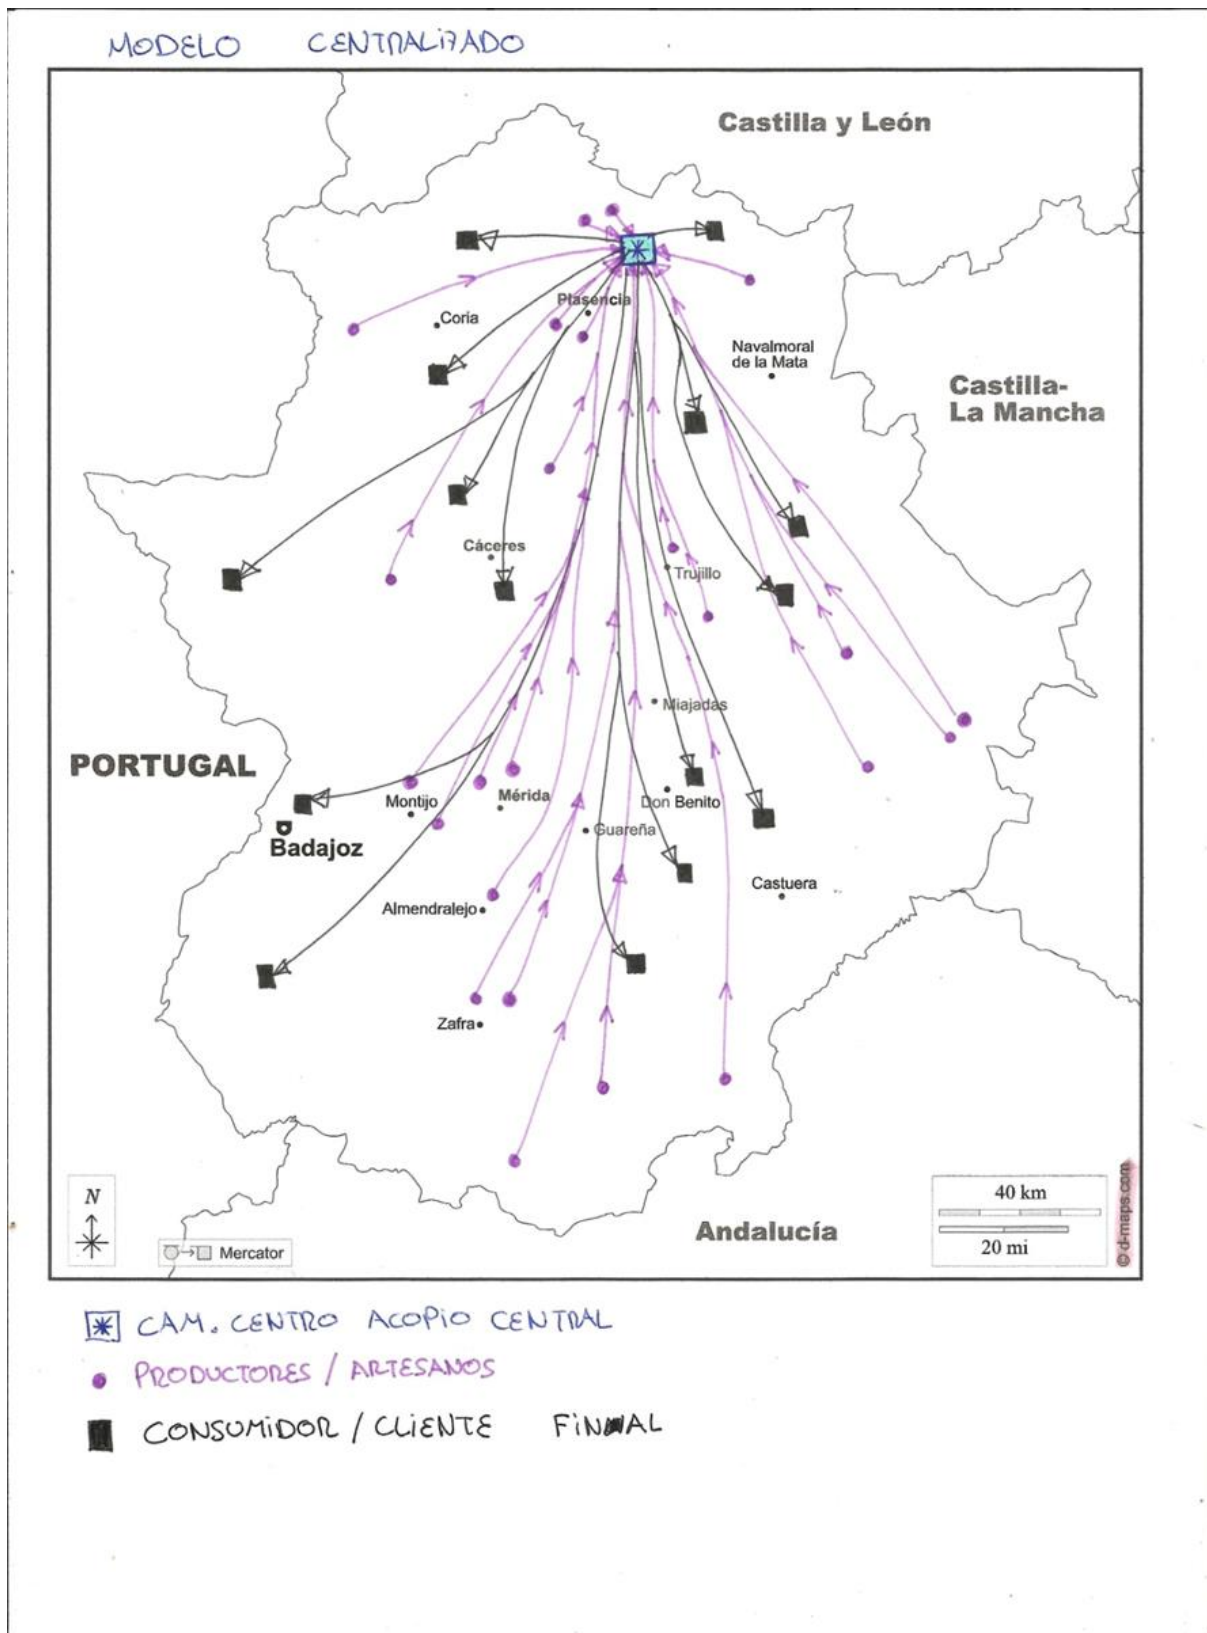 MODELO CENTRALIZADO
Castilla y León
Plasencia
Coria
Navalmoral
de la Mata
Castilla-
La Mancha
Cáceres
Trujillo
Miajadas
PORTUGAL
Montijo
Mérida
Don Benito
Guareña
Badajoz
Castuera
Almendralejo
Zafra
N
Mercator
Andalucía
40 km
20 mi
© d-maps.com
CAM. CENTRO ACOPIO CENTRAL
PRODUCTORES / ARTESANOS
CONSUMIDOR / CLIENTE FINAL